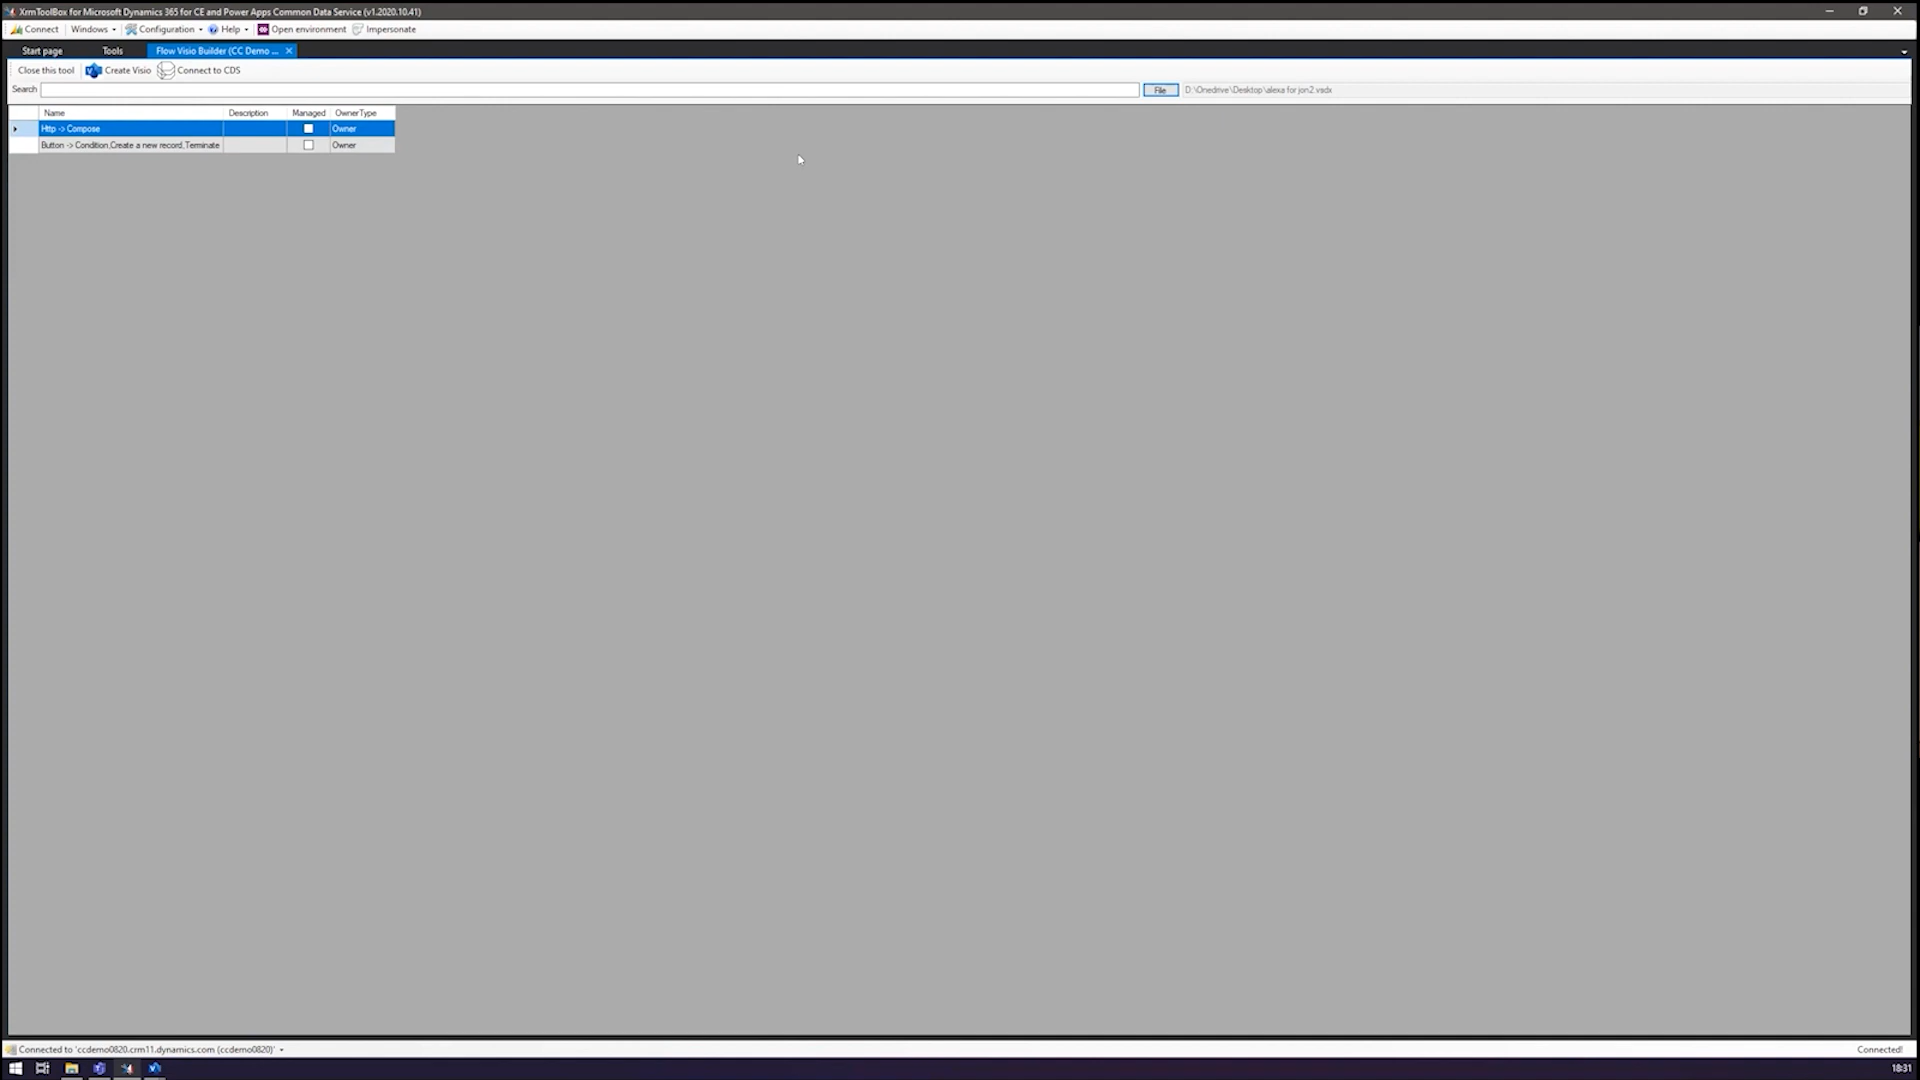 XrmToolBox for Microsoft Dynamics 365 for CE and Power Apps Common Data Service (v1.2020.10.41)
Connect Windows Configuration Help Open environment Impersonate
Start page Tools Flow Visio Builder (CC Demo ...
Close this tool Create Visio Connect to CDS
Search File D:\Onedrive\Desktop\alexa for jon2.vsdx
Name Description Managed OwnerType
Http -> Compose Owner
Button -> Condition,Create a new record,Terminate Owner
Connected to 'ccdemo0820.crm11.dynamics.com (ccdemo0820)' Connected!
18:31